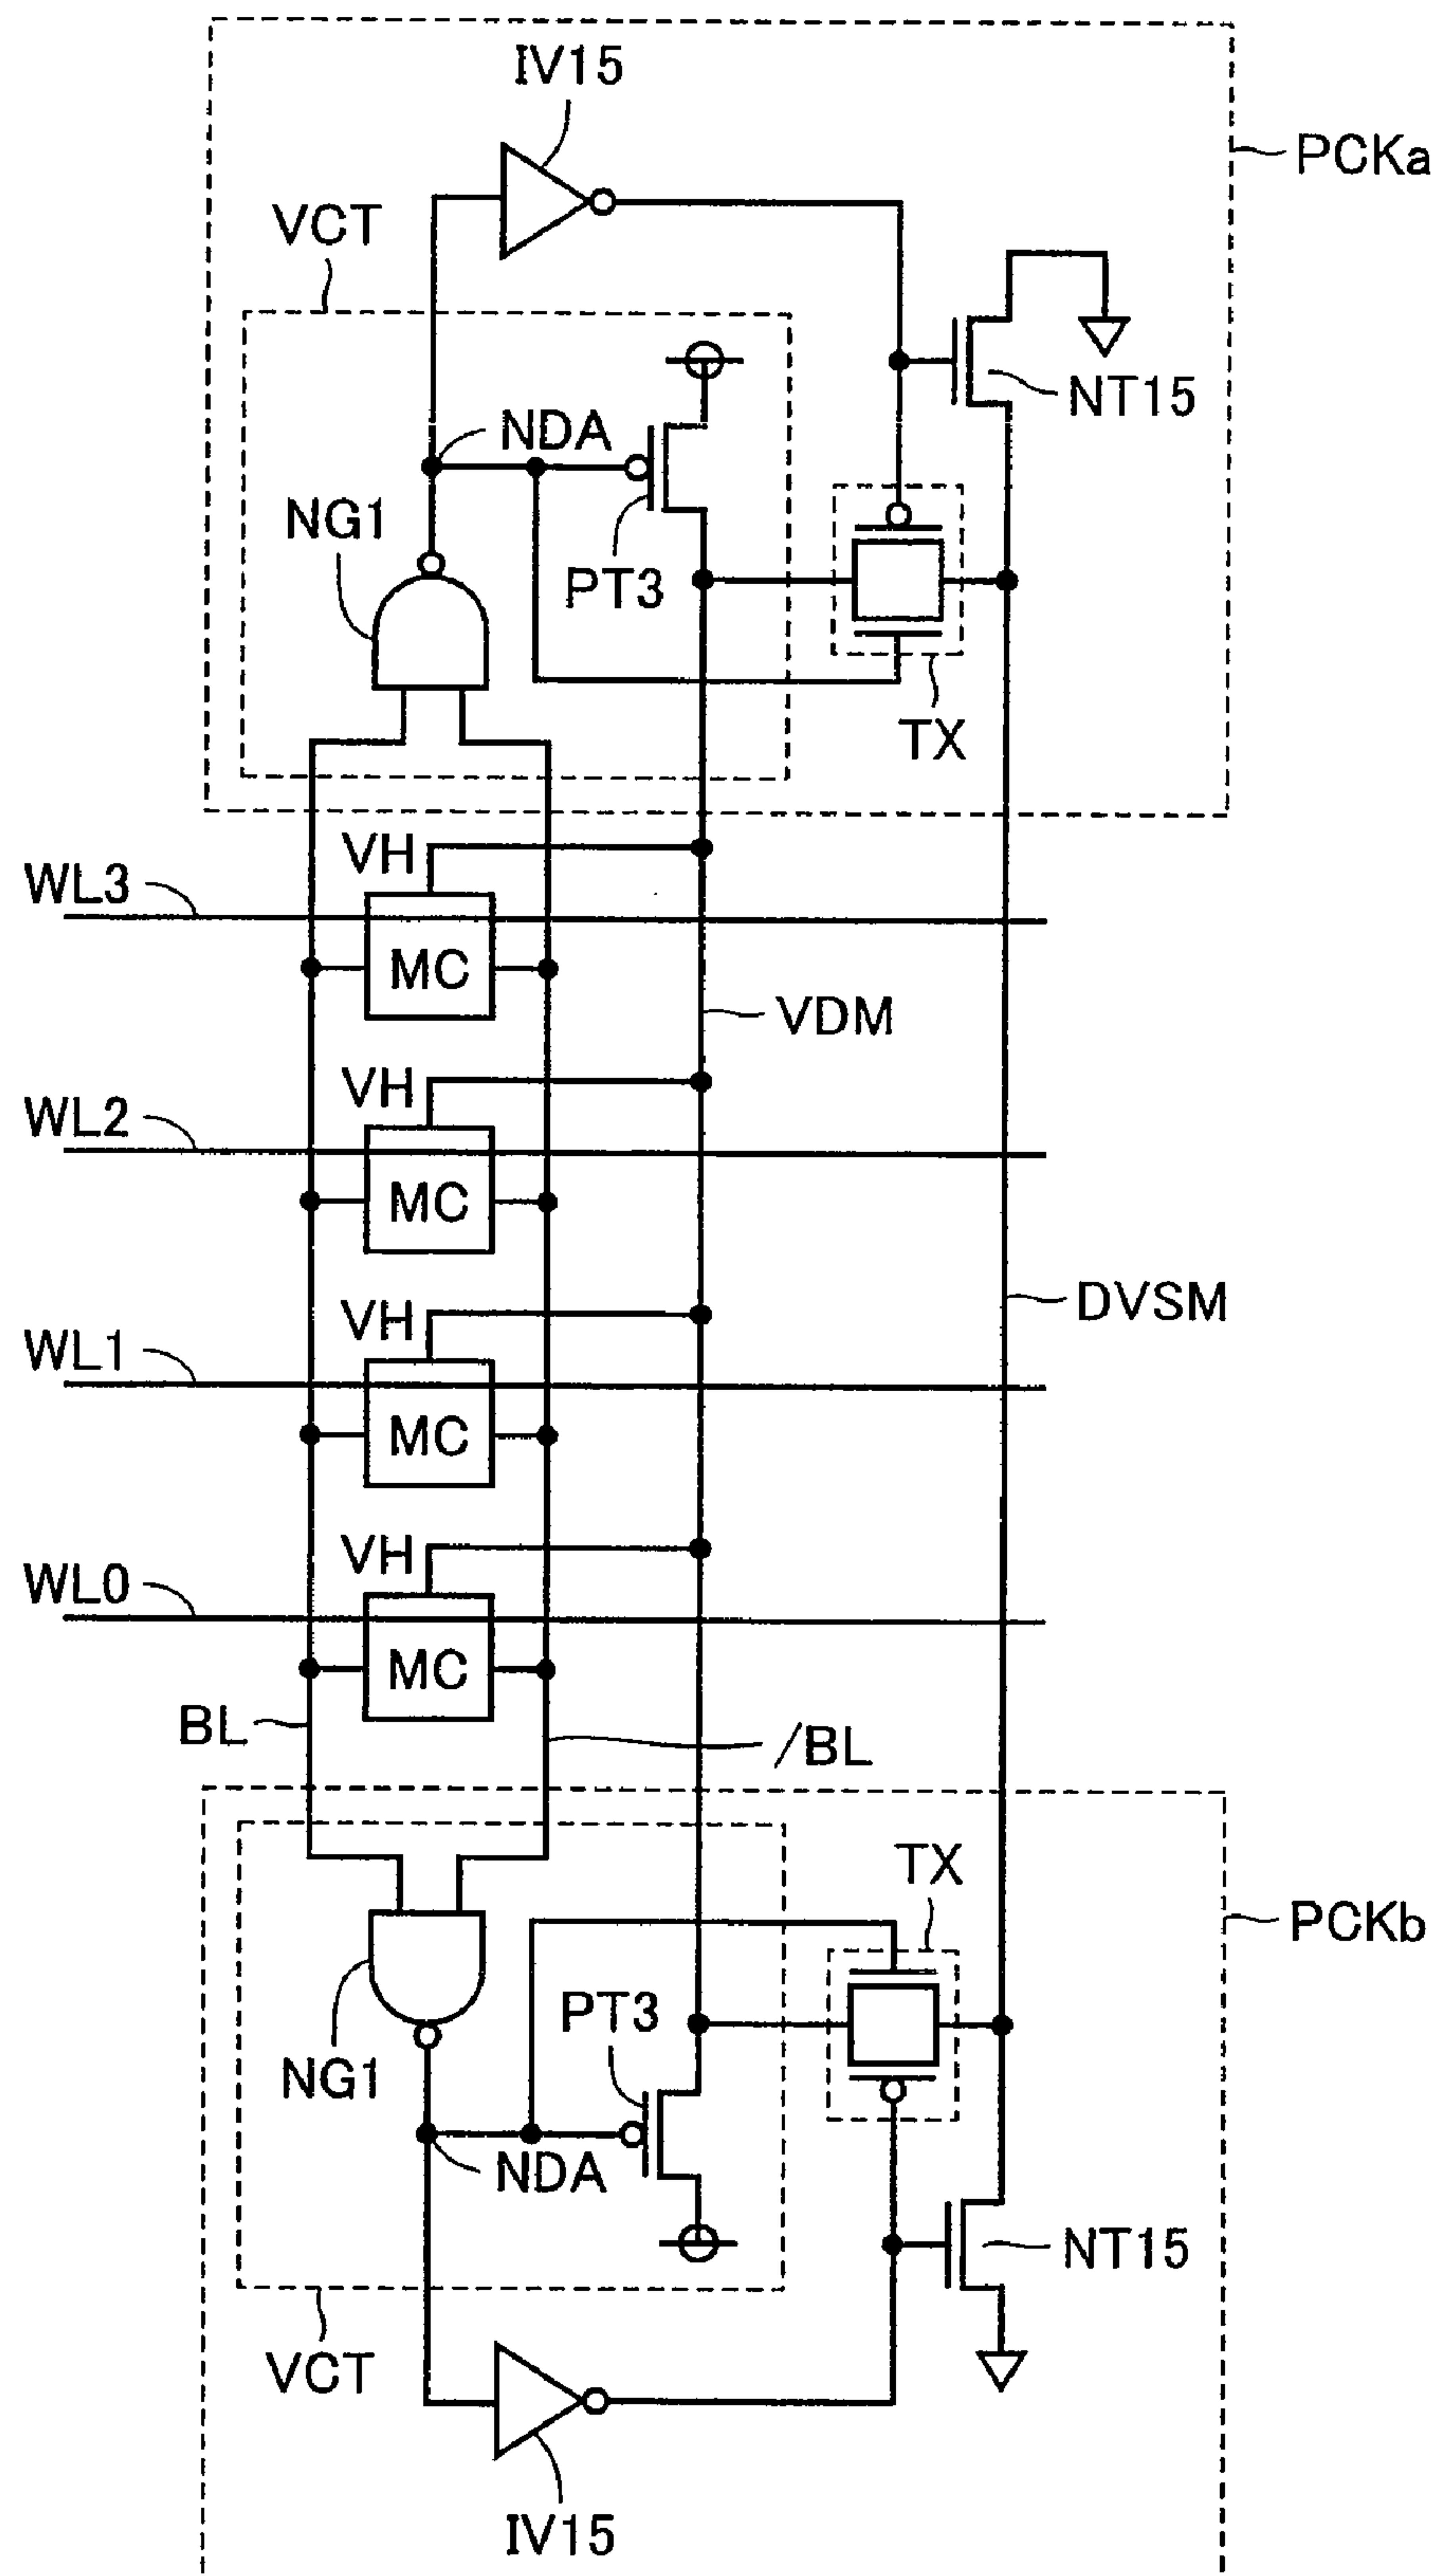 IV15
PCKa
VCT
NT15
NDA
NG1
PT3
TX
VH
WL3
MC
VDM
VH
WL2
MC
DVSM
VH
WL1
MC
VH
WL0
MC
BL
/BL
TX
PCKb
PT3
NG1
NDA
NT15
VCT
IV15